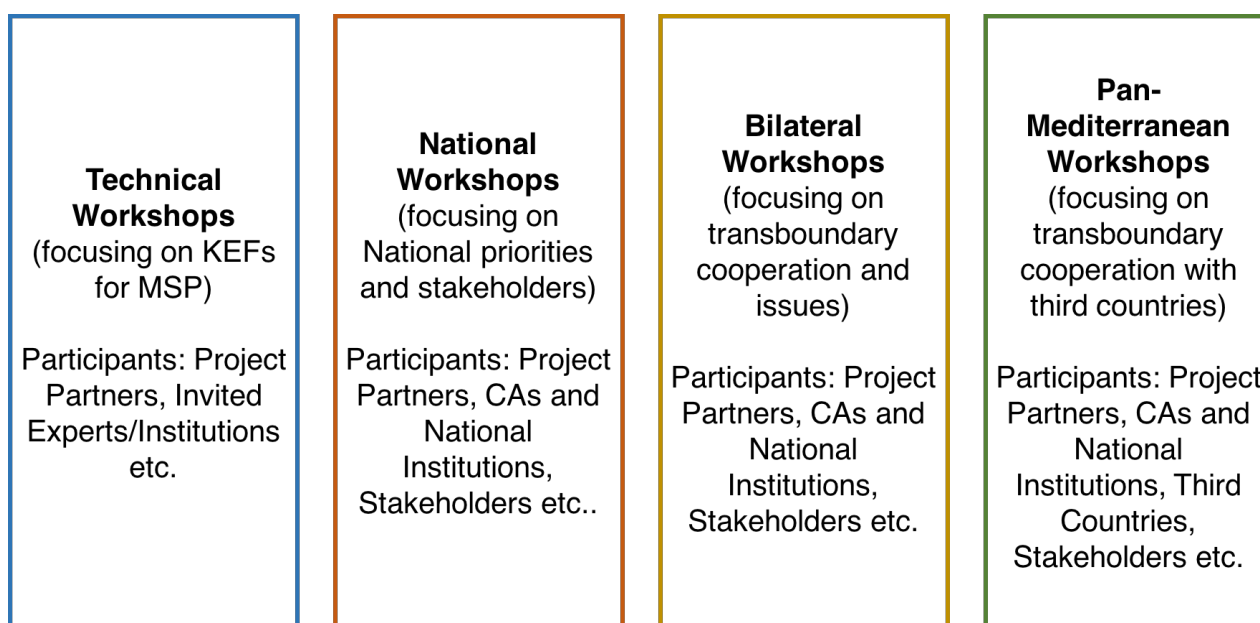 Technical
Workshops
(focusing on KEFs
for MSP)
Participants: Project
Partners, Invited
Experts/Institutions
etc.
National
Workshops
(focusing on
National priorities
and stakeholders)
Participants: Project
Partners, CAs and
National
Institutions,
Stakeholders etc..
Bilateral
Workshops
(focusing on
transboundary
cooperation and
issues)
Participants: Project
Partners, CAs and
National
Institutions,
Stakeholders etc.
Pan-
Mediterranean
Workshops
(focusing on
transboundary
cooperation with
third countries)
Participants: Project
Partners, CAs and
National
Institutions, Third
Countries,
Stakeholders etc.